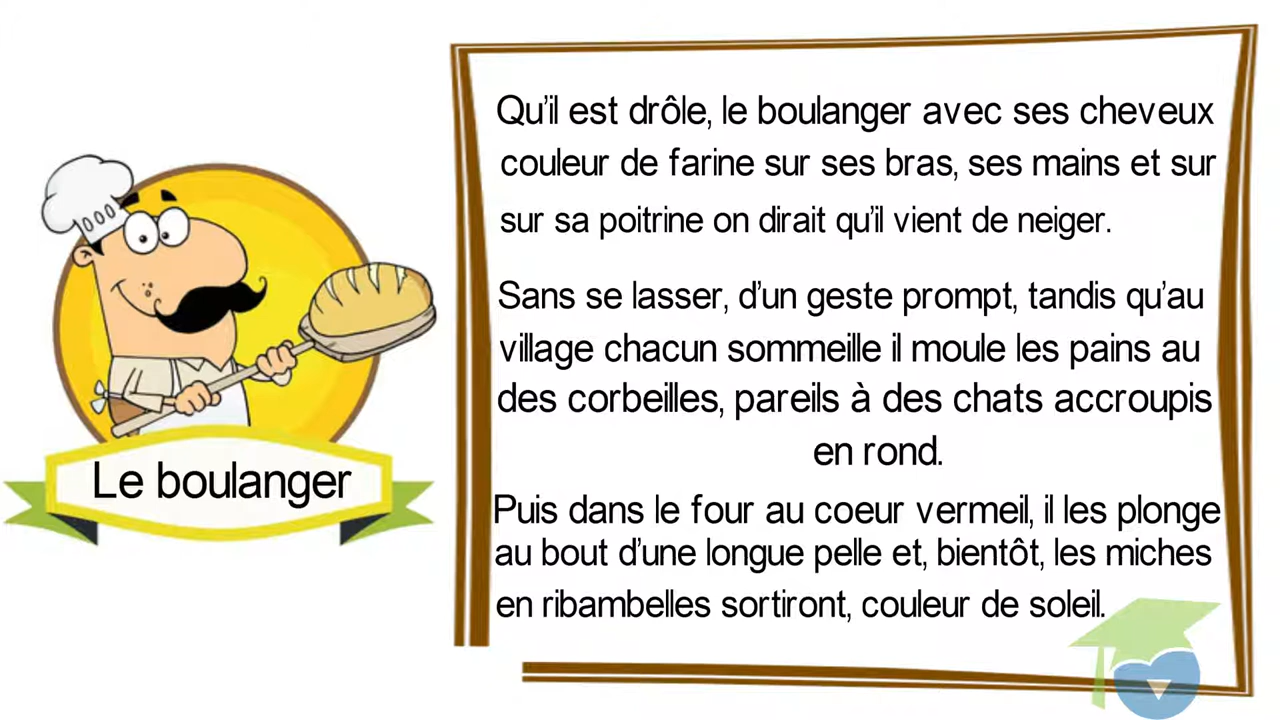 Qu'il est drôle, le boulanger avec ses cheveux
couleur de farine sur ses bras, ses mains et sur
sur sa poitrine on dirait qu'il vient de neiger.
Sans se lasser, d'un geste prompt, tandis qu'au
village chacun sommeille il moule les pains au
des corbeilles, pareils à des chats accroupis
en rond.
Puis dans le four au coeur vermeil, il les plonge
au bout d'une longue pelle et, bientôt, les miches
en ribambelles sortiront, couleur de soleil.
Le boulanger